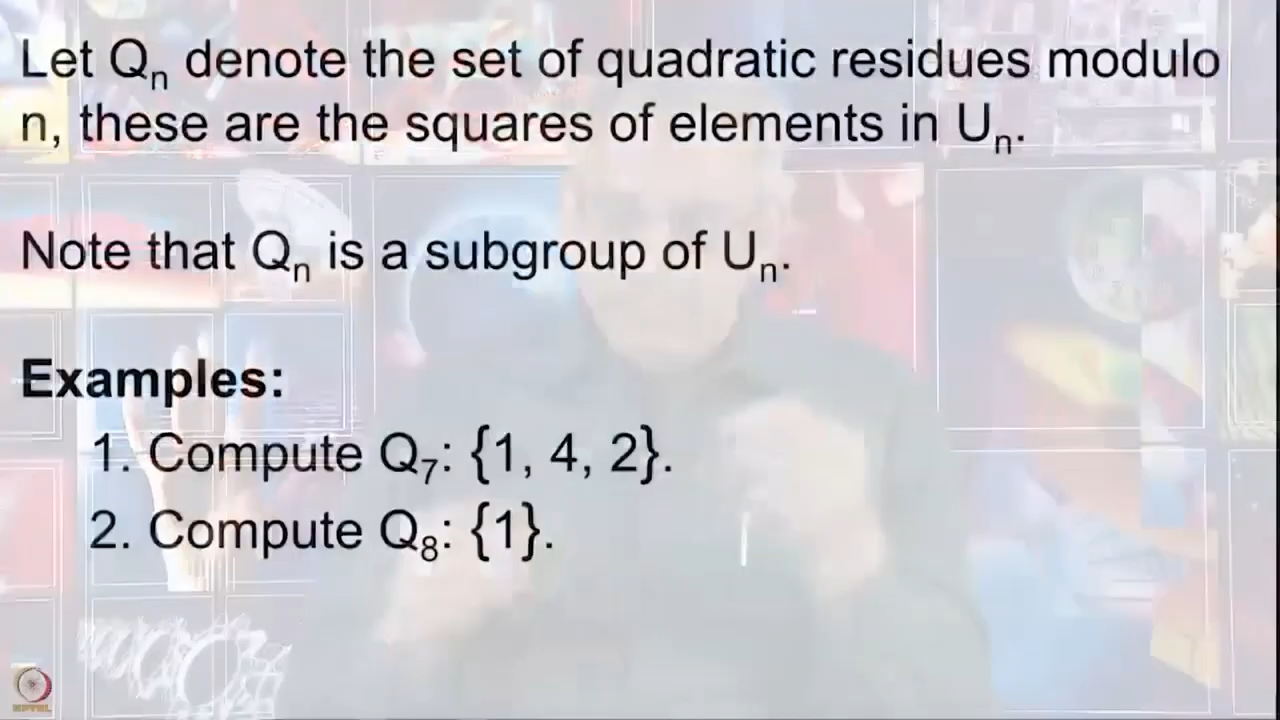 Let Qₙ denote the set of quadratic residues modulo
n, these are the squares of elements in Uₙ.
Note that Qₙ is a subgroup of Uₙ.
Examples:
1. Compute Q₇: {1, 4, 2}.
2. Compute Q₈: {1}.
NPTEL